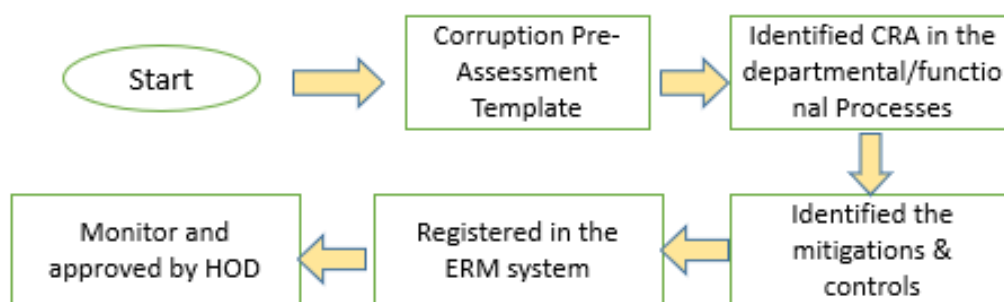 Start
Corruption Pre-
Assessment
Template
Identified CRA in the
departmental/functio
nal Processes
Identified the
mitigations &
controls
Registered in the
ERM system
Monitor and
approved by HOD